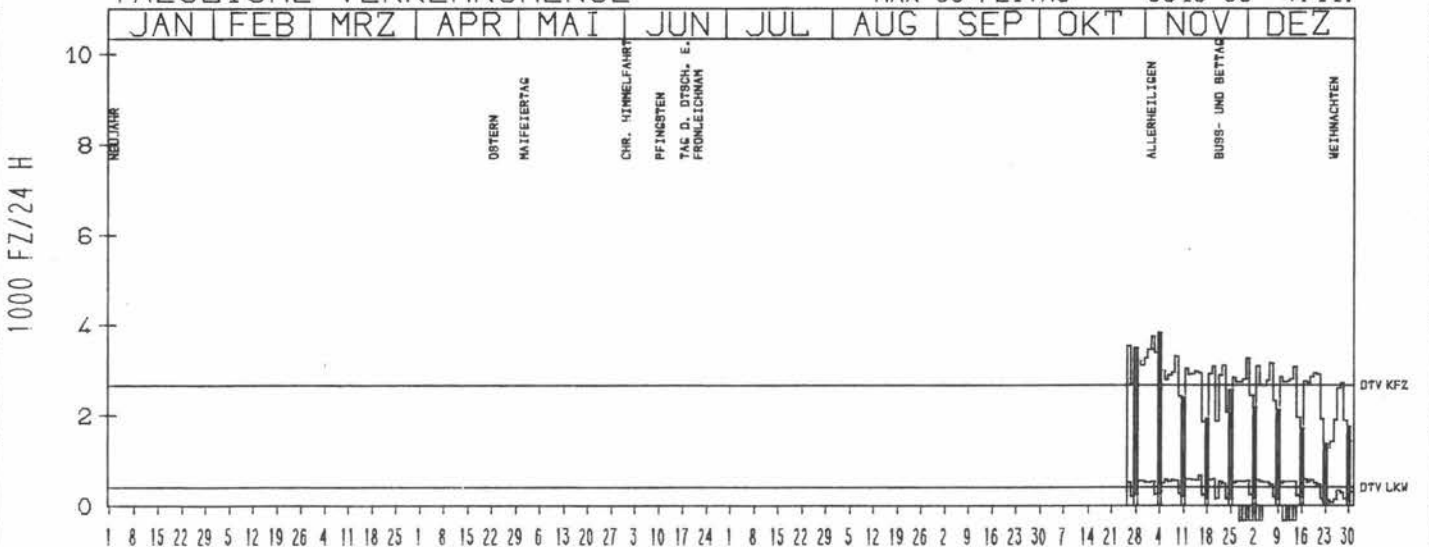 JAN FEB MRZ APR MAI JUN JUL AUG SEP OKT NOV DEZ
NEUJAHR
OSTERN
MAIFEIERTAG
CHR. HIMMELFAHRT
PFINGSTEN
TAG D. DTSCH. E.
FRONLEICHNAM
ALLERHEILIGEN
BUSS- UND BETTAG
WEIHNACHTEN
1000 FZ/24 H
10
8
6
4
2
0
DTV KFZ
DTV LKW
1 8 15 22 29 5 12 19 26 4 11 18 25 1 8 15 22 29 6 13 20 27 3 10 17 24 1 8 15 22 29 5 12 19 26 2 9 16 23 30 7 14 21 28 4 11 18 25 2 9 16 23 30